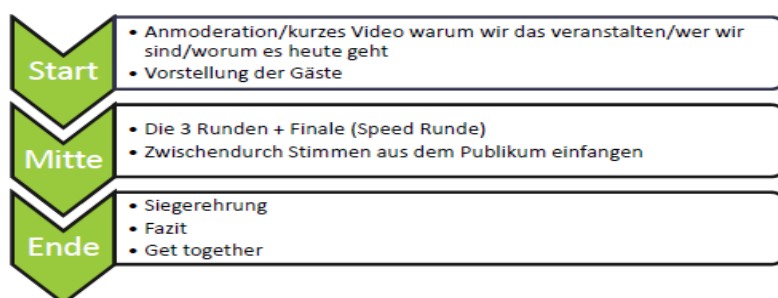 Start
• Anmoderation/kurzes Video warum wir das veranstalten/wer wir
sind/worum es heute geht
• Vorstellung der Gäste
Mitte
• Die 3 Runden + Finale (Speed Runde)
• Zwischendurch Stimmen aus dem Publikum einfangen
Ende
• Siegerehrung
• Fazit
• Get together